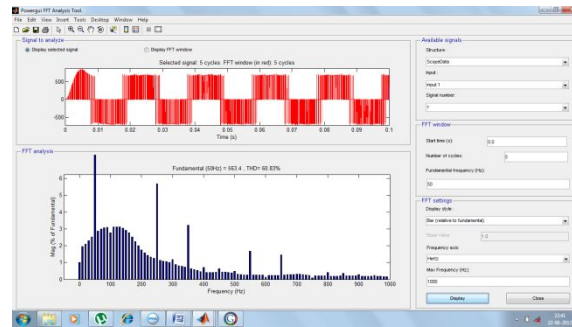 Powergui FFT Analysis Tool.
File Edit View Insert Tools Desktop Window Help
Signal to analyze
Display selected signal
Display FFT window
Selected signal: 5 cycles. FFT window (in red): 5 cycles
500
0
-500
0 0.01 0.02 0.03 0.04 0.05 0.06 0.07 0.08 0.09 0.1
Time (s)
FFT analysis
Fundamental (50Hz) = 663.4 , THD= 60.83%
Mag (% of Fundamental)
6
5
4
3
2
1
0
0 100 200 300 400 500 600 700 800 900 1000
Frequency (Hz)
Available signals
Structure :
ScopeData
Input :
input 1
Signal number:
1
FFT window
Start time (s):
0.0
Number of cycles:
Fundamental frequency (Hz):
50
FFT settings
Display style :
Bar (relative to fundamental)
1.0
Frequency axis:
Hertz
Max Frequency (Hz):
1000
Display
Close